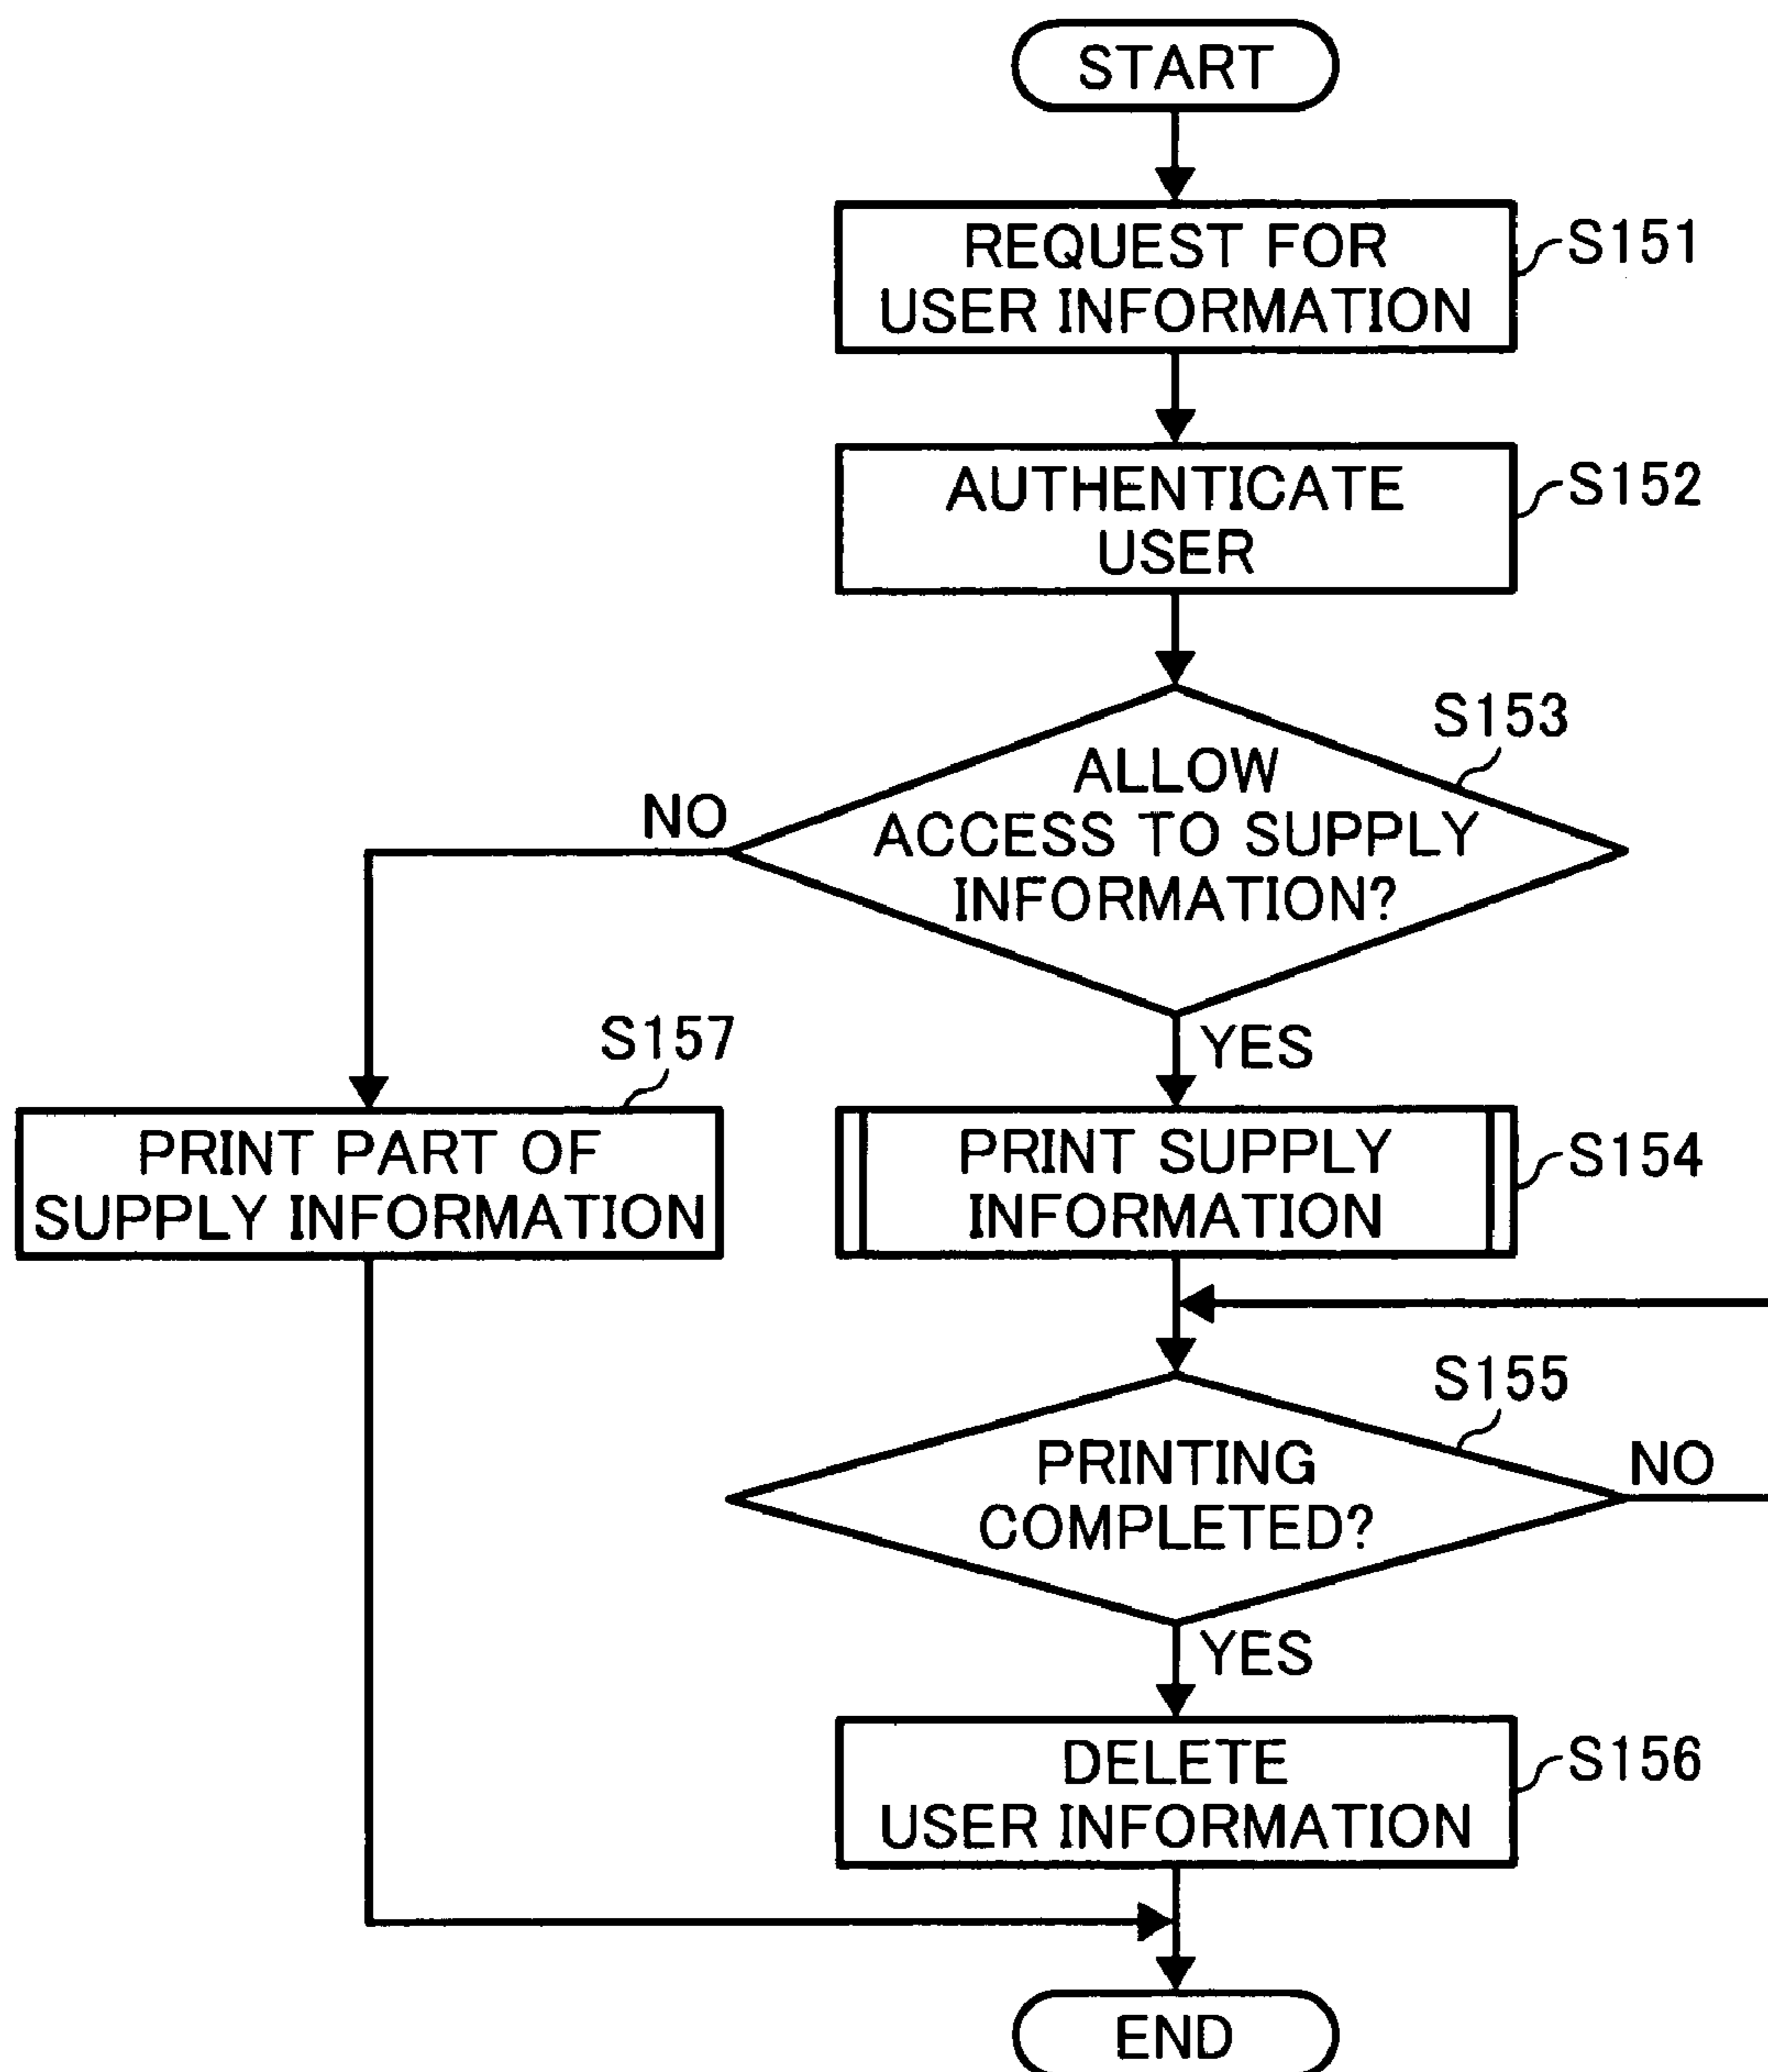 START
REQUEST FOR
USER INFORMATION
S151
AUTHENTICATE
USER
S152
S153
ALLOW
ACCESS TO SUPPLY
INFORMATION?
NO
YES
S157
PRINT PART OF
SUPPLY INFORMATION
PRINT SUPPLY
INFORMATION
S154
S155
PRINTING
COMPLETED?
NO
YES
DELETE
USER INFORMATION
S156
END